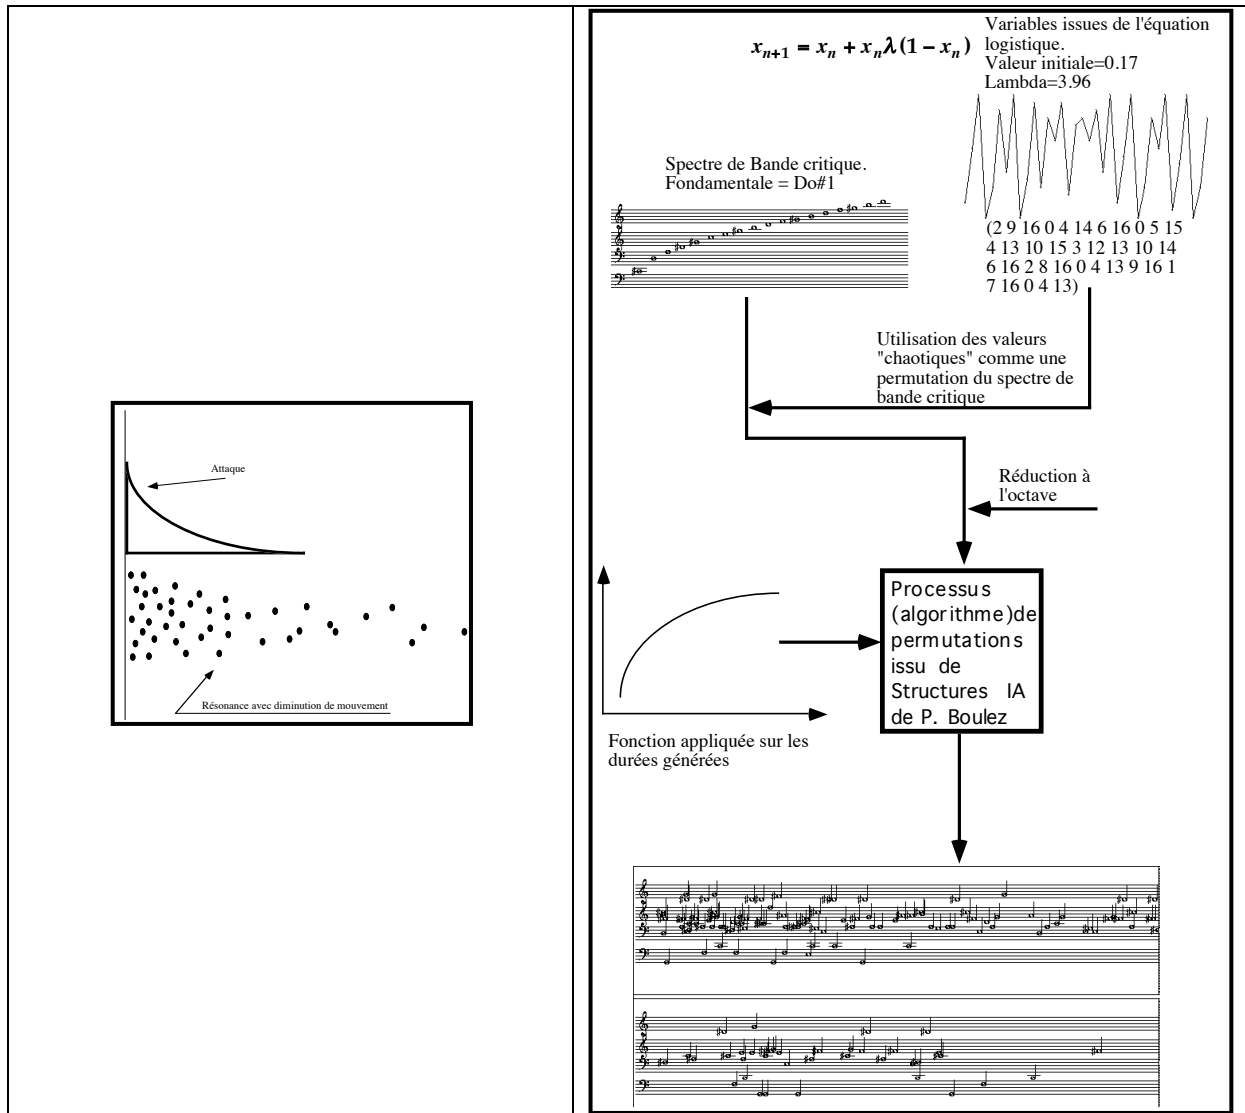 Attaque
Résonance avec diminution de mouvement
xₙ₊₁ = xₙ + xₙλ(1 − xₙ)
Variables issues de l'équation
logistique.
Valeur initiale=0.17
Lambda=3.96
Spectre de Bande critique.
Fondamentale = Do#1
(2 9 16 0 4 14 6 16 0 5 15
4 13 10 15 3 12 13 10 14
6 16 2 8 16 0 4 13 9 16 1
7 16 0 4 13)
Utilisation des valeurs
"chaotiques" comme une
permutation du spectre de
bande critique
Réduction à
l'octave
Processus
(algorithme)de
permutations
issu de
Structures IA
de P. Boulez
Fonction appliquée sur les
durées générées